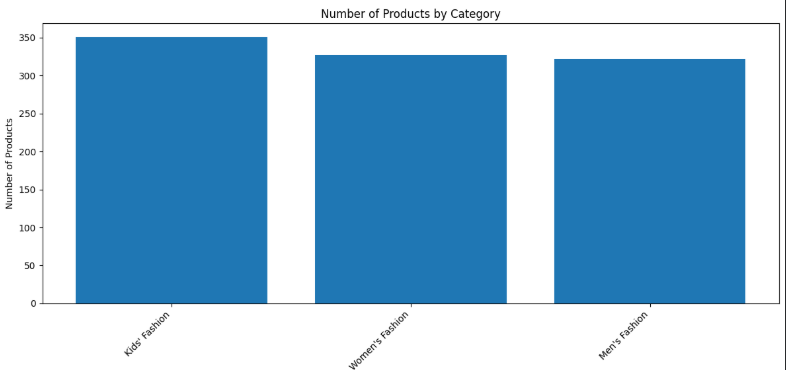 Number of Products by Category
Number of Products
350
300
250
200
150
100
50
0
Kids' Fashion
Women's Fashion
Men's Fashion